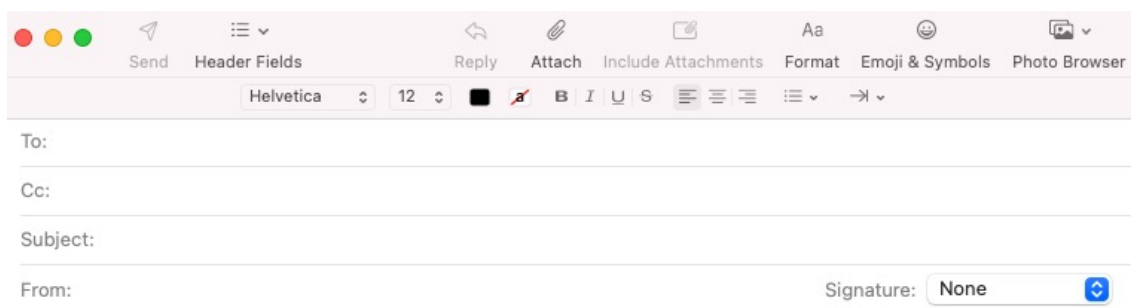 Send Header Fields Reply Attach Include Attachments Aa Format Emoji & Symbols Photo Browser
Helvetica 12 a B I U S
To:
Cc:
Subject:
From: Signature: None